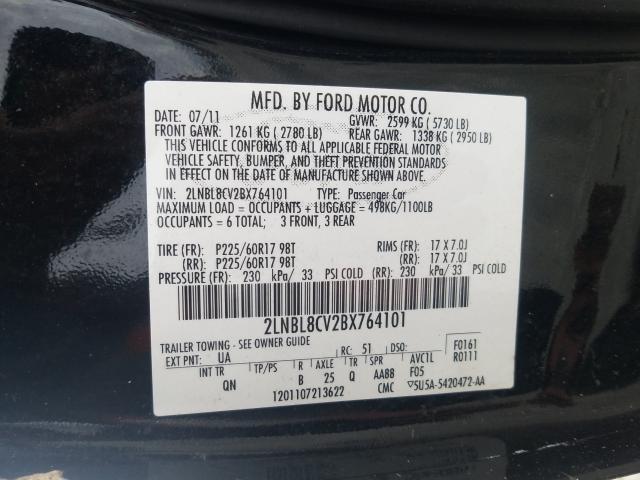 MFD. BY FORD MOTOR CO.
DATE: 07/11 GVWR: 2599 KG ( 5730 LB)
FRONT GAWR: 1261 KG ( 2780 LB) REAR GAWR: 1338 KG ( 2950 LB)
THIS VEHICLE CONFORMS TO ALL APPLICABLE FEDERAL MOTOR
VEHICLE SAFETY, BUMPER, AND THEFT PREVENTION STANDARDS
IN EFFECT ON THE DATE OF MANUFACTURE SHOWN ABOVE.
VIN: 2LNBL8CV2BX764101 TYPE: Passenger Car
MAXIMUM LOAD = OCCUPANTS + LUGGAGE = 498KG/1100LB
OCCUPANTS = 6 TOTAL; 3 FRONT, 3 REAR
TIRE (FR): P225/60R17 98T RIMS (FR): 17 X 7.0J
(RR): P225/60R17 98T (RR): 17 X 7.0J
PRESSURE (FR): 230 kPa/ 33 PSI COLD (RR): 230 kPa/ 33 PSI COLD
2LNBL8CV2BX764101
TRAILER TOWING - SEE OWNER GUIDE
EXT PNT: UA RC: 51 DSO: F0161
R0111
INT TR TP/PS R AXLE TR SPR AVCTL
QN B 25 Q AA88 F05
1201107213622 CMC 5U5A-5420472-AA